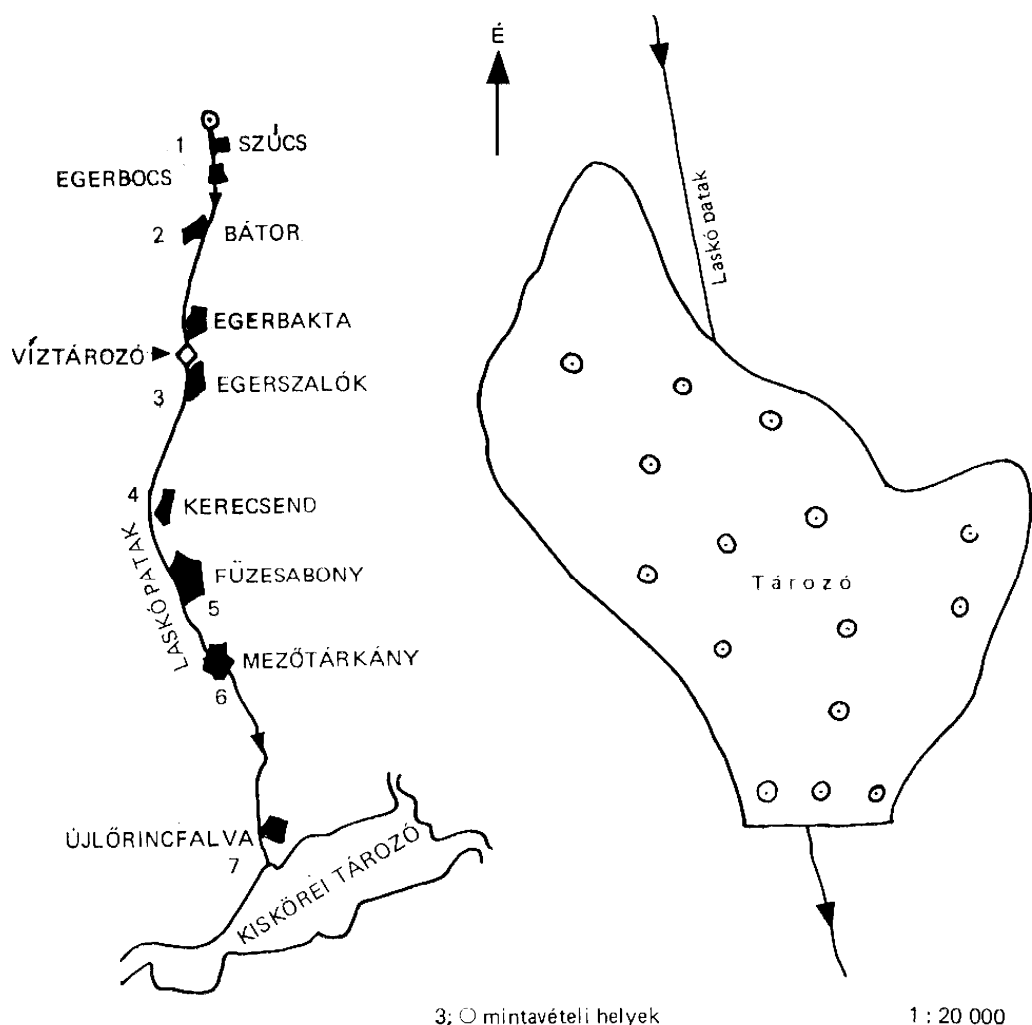 É
1 SZÚCS
EGERBOCS
2 BÁTOR
EGERBAKTA
VÍZTÁROZÓ
3 EGERSZALÓK
4 KERECSEND
LASKÓPATAK
FÜZESABONY
5
MEZŐTÁRKÁNY
6
ÚJLŐRINCFALVA
7
KISKÖREI TÁROZÓ
Laskó patak
Tározó
3; O mintavételi helyek
1 : 20 000